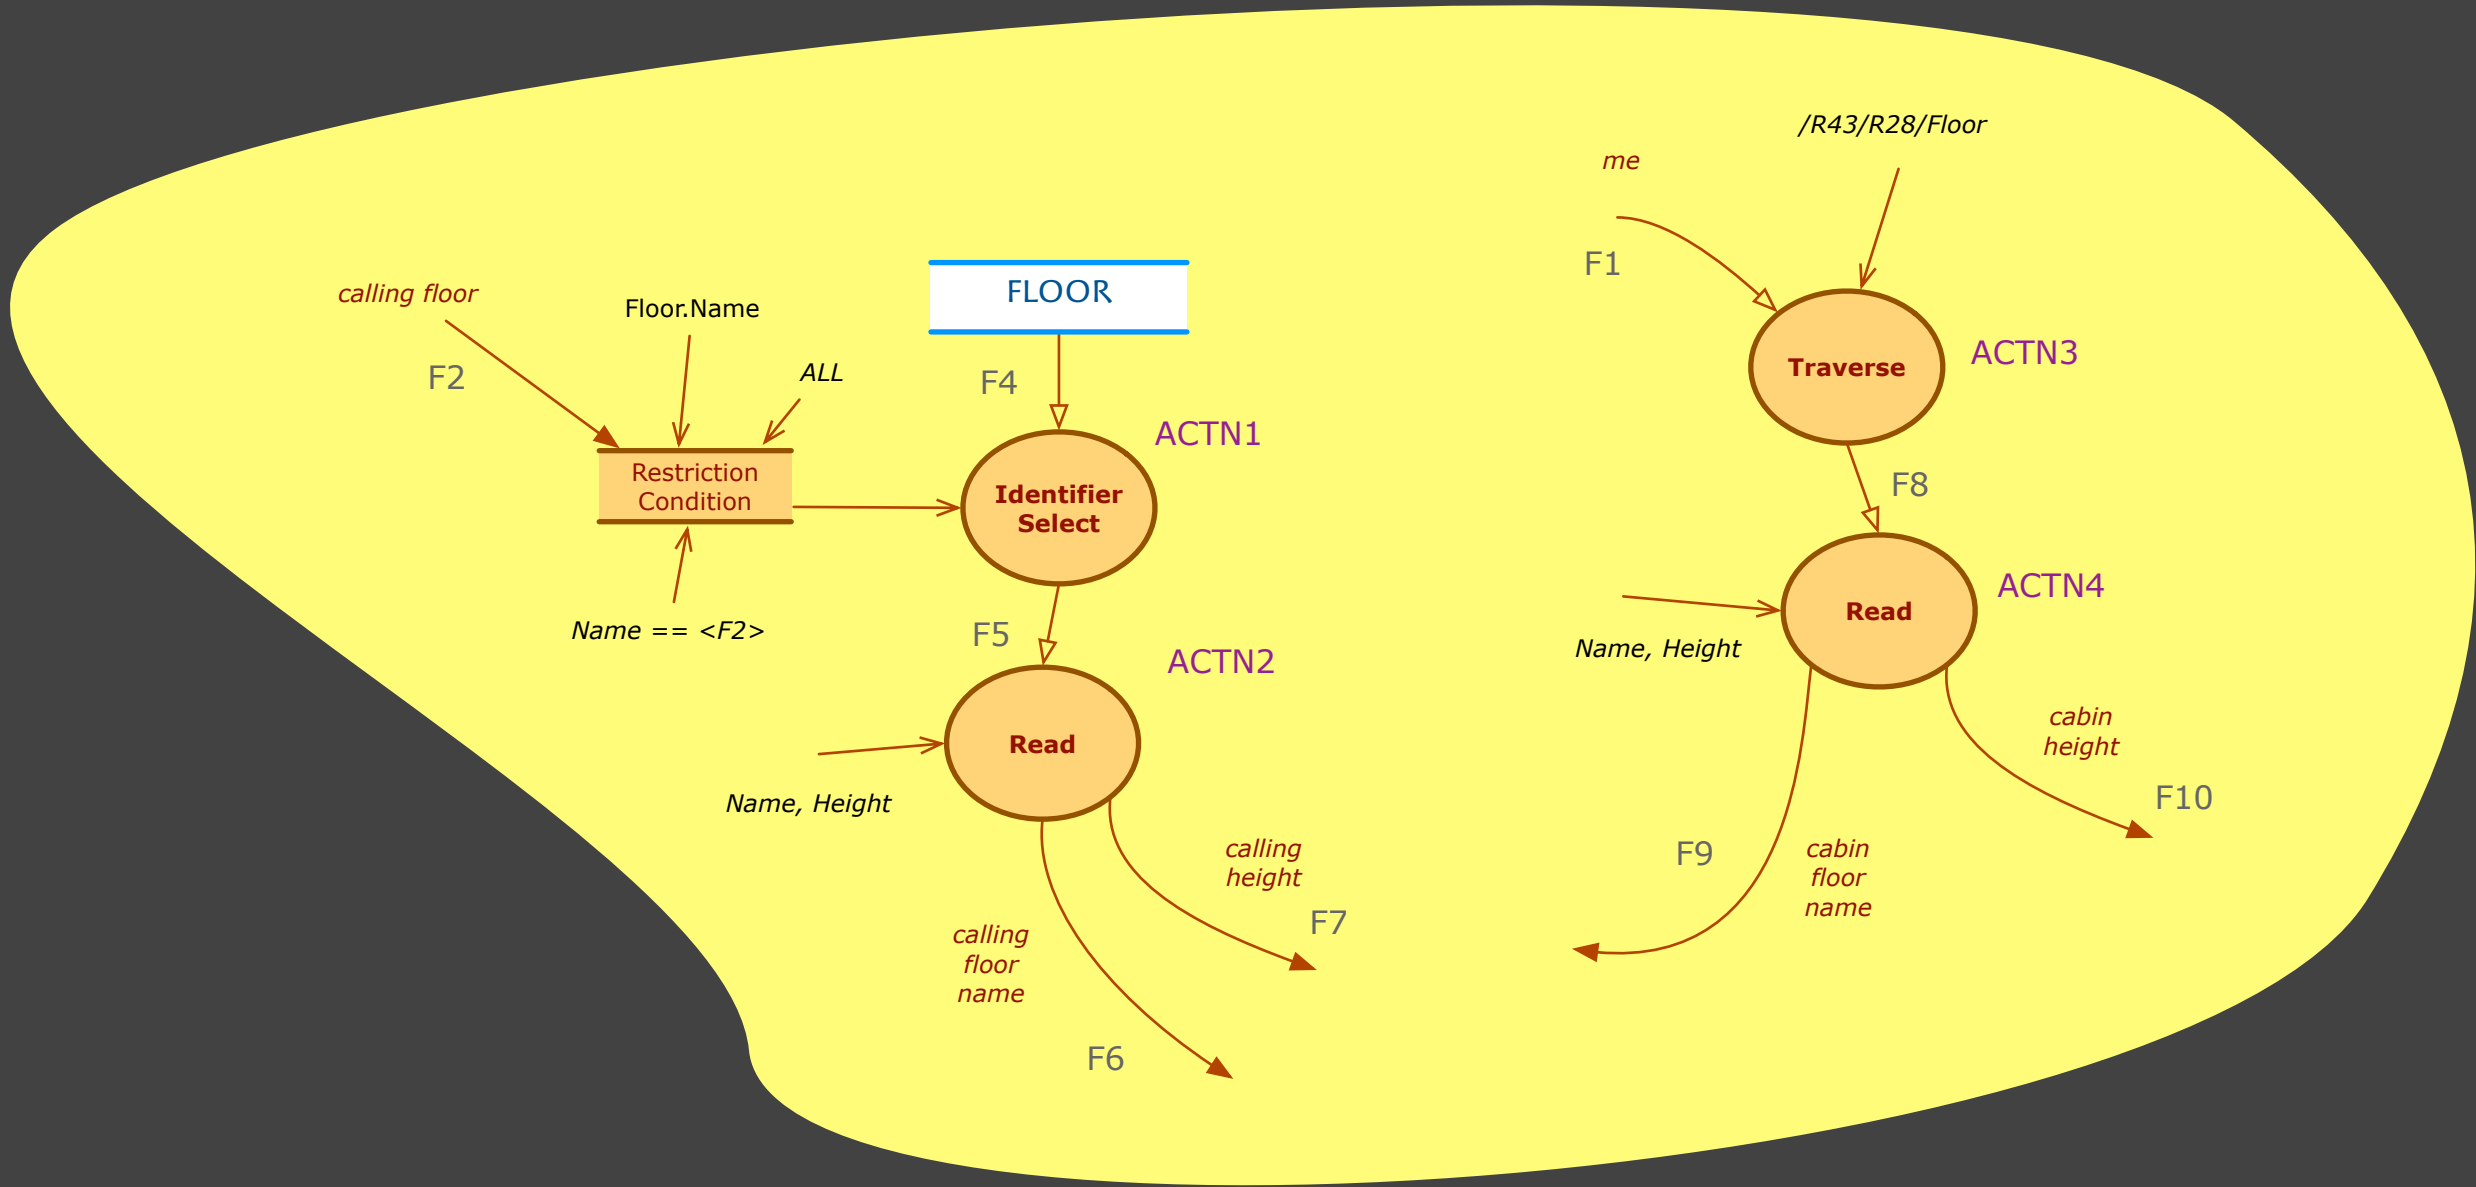 /R43/R28/Floor
me
F1
calling floor
F2
Floor.Name
ALL
FLOOR
F4
ACTN1
Restriction
Condition
Identifier
Select
Name == <F2>
F5
ACTN2
Read
Name, Height
calling
height
F7
calling
floor
name
F6
Traverse
ACTN3
F8
ACTN4
Read
Name, Height
cabin
height
F10
F9
cabin
floor
name